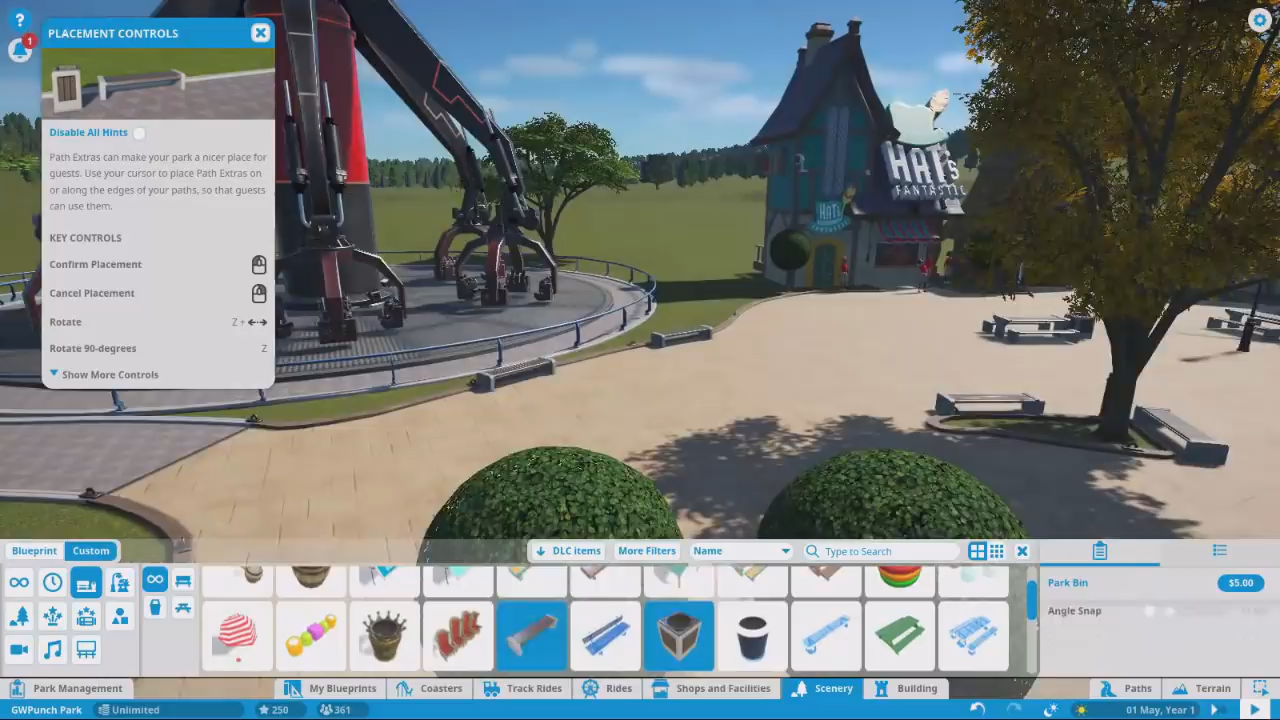 ?
1
PLACEMENT CONTROLS
Disable All Hints
Path Extras can make your park a nicer place for
guests. Use your cursor to place Path Extras on
or along the edges of your paths, so that guests
can use them.
KEY CONTROLS
Confirm Placement
Cancel Placement
Rotate Z +
Rotate 90-degrees Z
Show More Controls
HATs
FANTASTIC
HATs
FANTASTIC
Blueprint Custom
DLC items More Filters Name Type to Search
Park Bin $5.00
Angle Snap
Park Management My Blueprints Coasters Track Rides Rides Shops and Facilities Scenery Building Paths Terrain
GWPunch Park Unlimited 250 361 01 May, Year 1